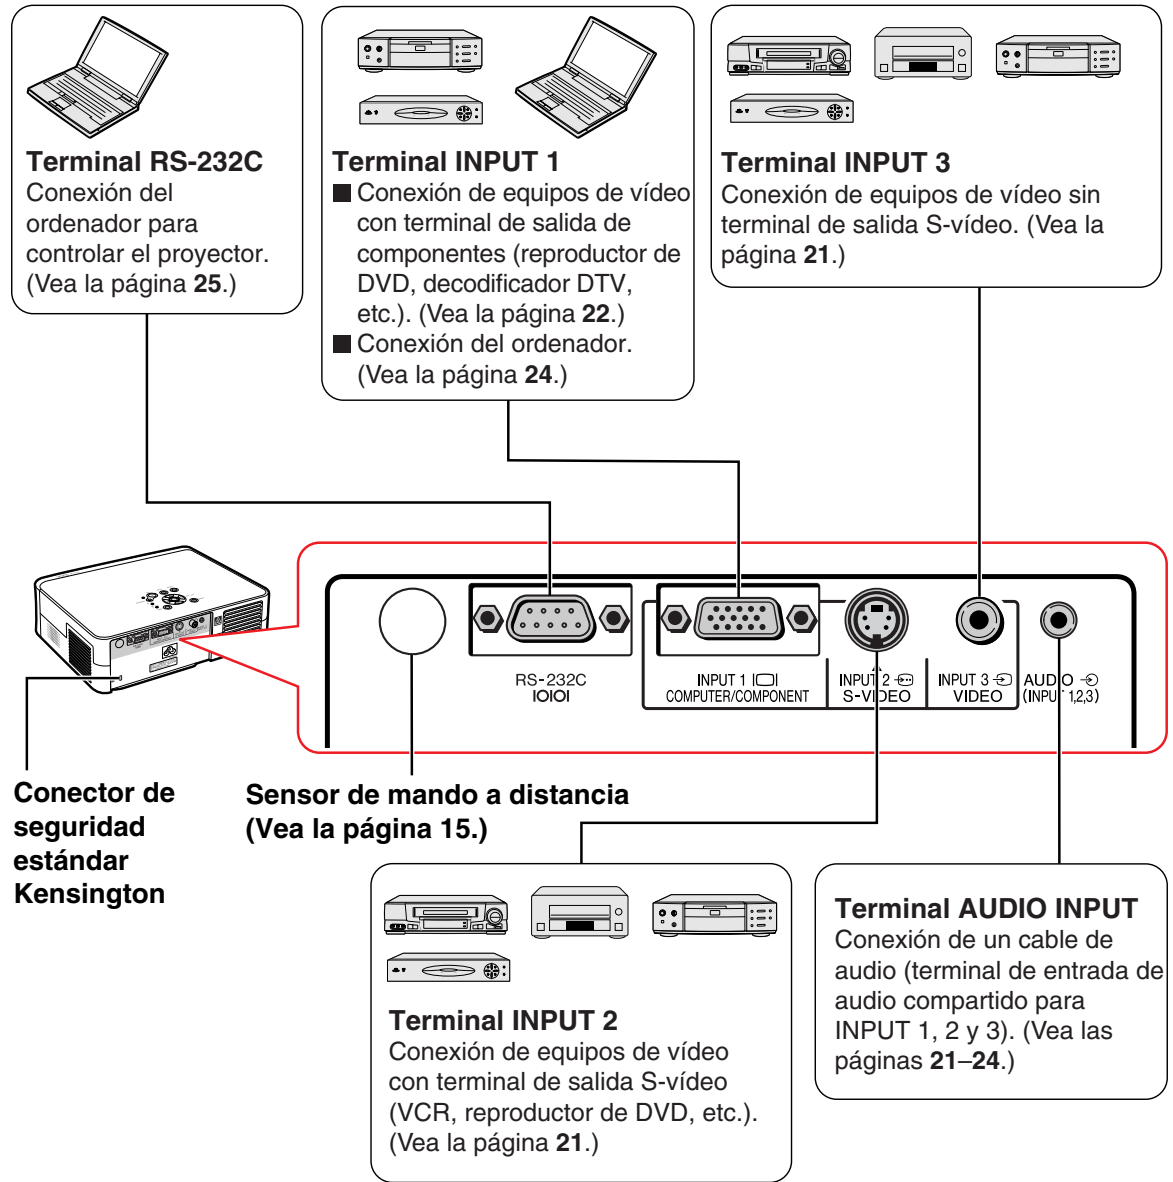 Terminal RS-232C
Conexión del
ordenador para
controlar el proyector.
(Vea la página 25.)
Terminal INPUT 1
■ Conexión de equipos de vídeo
con terminal de salida de
componentes (reproductor de
DVD, decodificador DTV,
etc.). (Vea la página 22.)
■ Conexión del ordenador.
(Vea la página 24.)
Terminal INPUT 3
Conexión de equipos de vídeo sin
terminal de salida S-vídeo. (Vea la
página 21.)
RS-232C
INPUT 1
COMPUTER/COMPONENT
INPUT 2
S-VIDEO
INPUT 3
VIDEO
AUDIO
(INPUT 1,2,3)
Conector de
seguridad
estándar
Kensington
Sensor de mando a distancia
(Vea la página 15.)
Terminal INPUT 2
Conexión de equipos de vídeo
con terminal de salida S-vídeo
(VCR, reproductor de DVD, etc.).
(Vea la página 21.)
Terminal AUDIO INPUT
Conexión de un cable de
audio (terminal de entrada de
audio compartido para
INPUT 1, 2 y 3). (Vea las
páginas 21–24.)